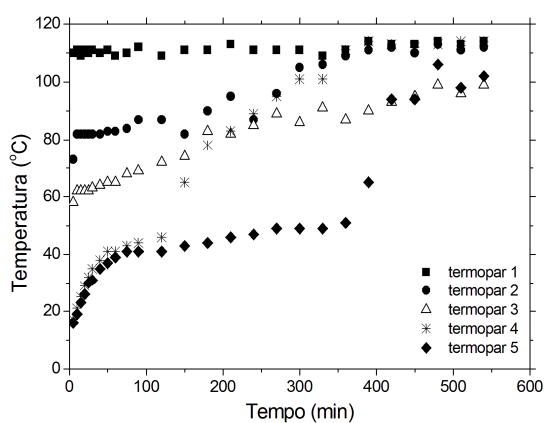 120
100
80
60
40
20
0
Temperatura (°C)
0 100 200 300 400 500 600
Tempo (min)
termopar 1
termopar 2
termopar 3
termopar 4
termopar 5